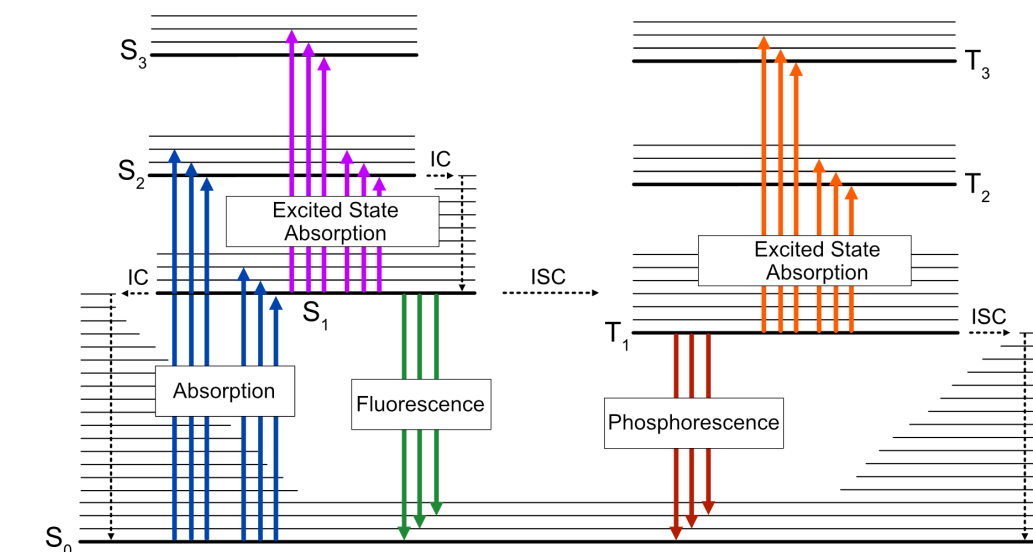 S3
T3
S2
IC
T2
Excited State
Absorption
Excited State
Absorption
IC
S1
ISC
T1
ISC
Absorption
Fluorescence
Phosphorescence
S0